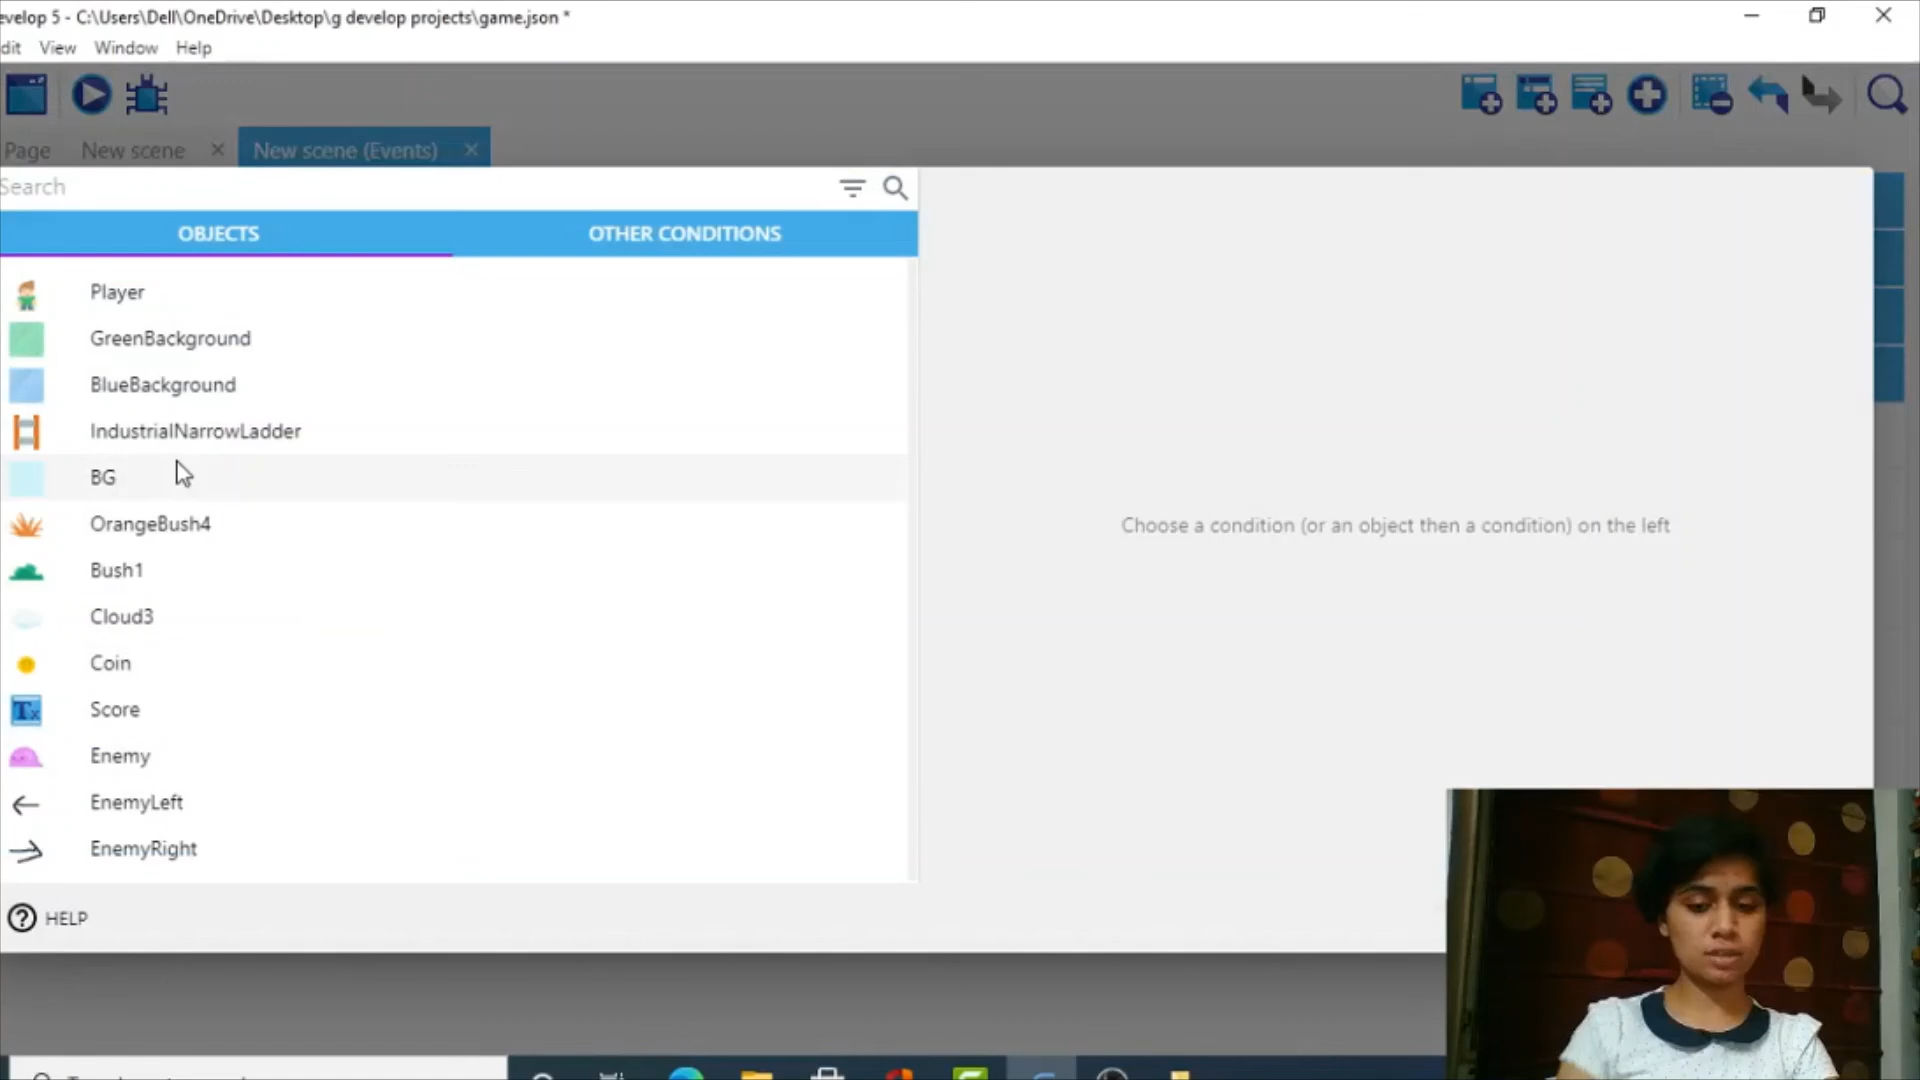 evelop 5 - C:\Users\Dell\OneDrive\Desktop\g develop projects\game.json *
dit View Window Help
Page New scene × New scene (Events) ×
Search
OBJECTS OTHER CONDITIONS
Player
GreenBackground
BlueBackground
IndustrialNarrowLadder
BG
OrangeBush4
Bush1
Cloud3
Coin
Tx Score
Enemy
EnemyLeft
EnemyRight
Choose a condition (or an object then a condition) on the left
? HELP